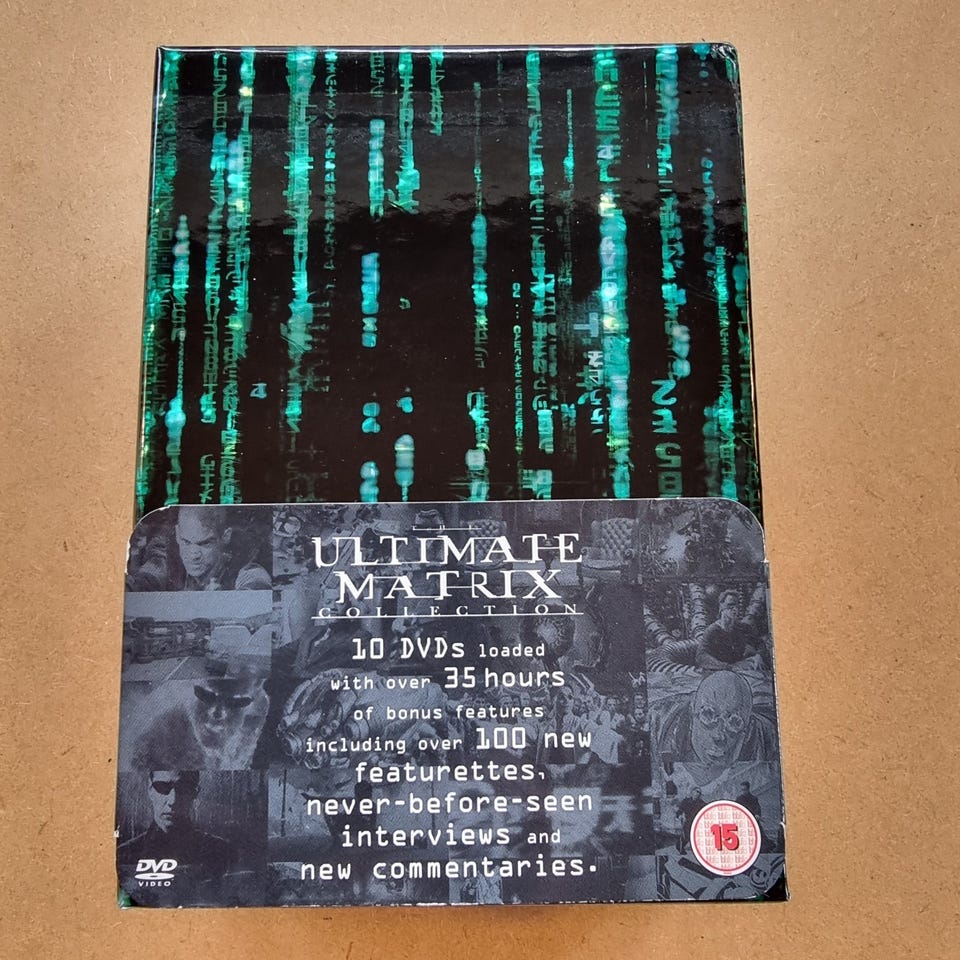 ULTIMATE
MATRIX
COLLECTION
10 DVDs loaded
with over 35 hours
of bonus features
including over 100 new
featurettes,
never-before-seen
interviews and
new commentaries.
15
DVD
VIDEO